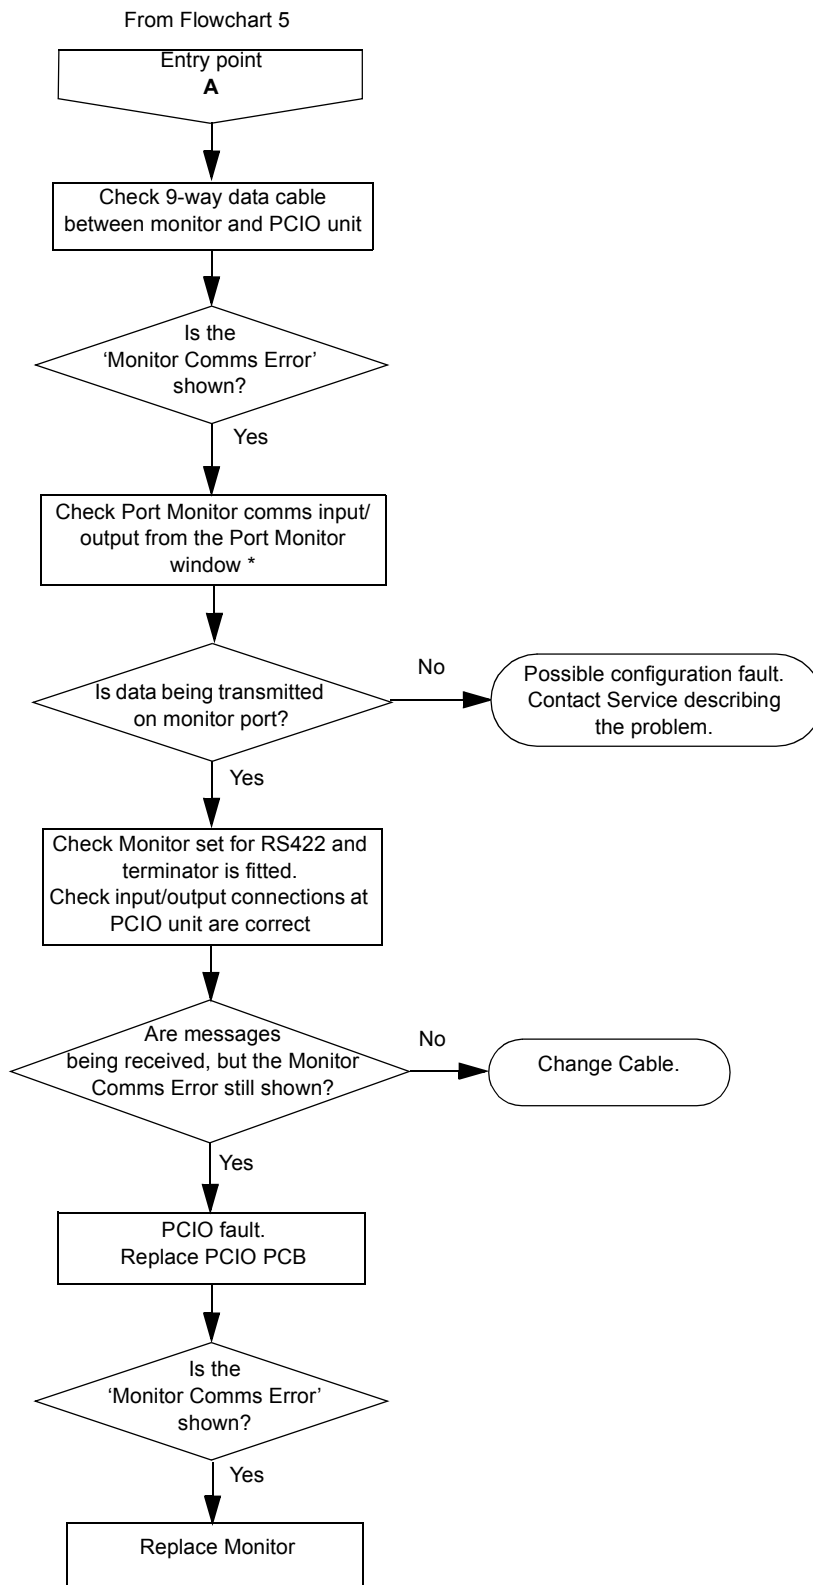 From Flowchart 5
Entry point
A
Check 9-way data cable
between monitor and PCIO unit
Is the
‘Monitor Comms Error’
shown?
Yes
Check Port Monitor comms input/
output from the Port Monitor
window *
Is data being transmitted
on monitor port?
No
Possible configuration fault.
Contact Service describing
the problem.
Yes
Check Monitor set for RS422 and
terminator is fitted.
Check input/output connections at
PCIO unit are correct
Are messages
being received, but the Monitor
Comms Error still shown?
No
Change Cable.
Yes
PCIO fault.
Replace PCIO PCB
Is the
‘Monitor Comms Error’
shown?
Yes
Replace Monitor